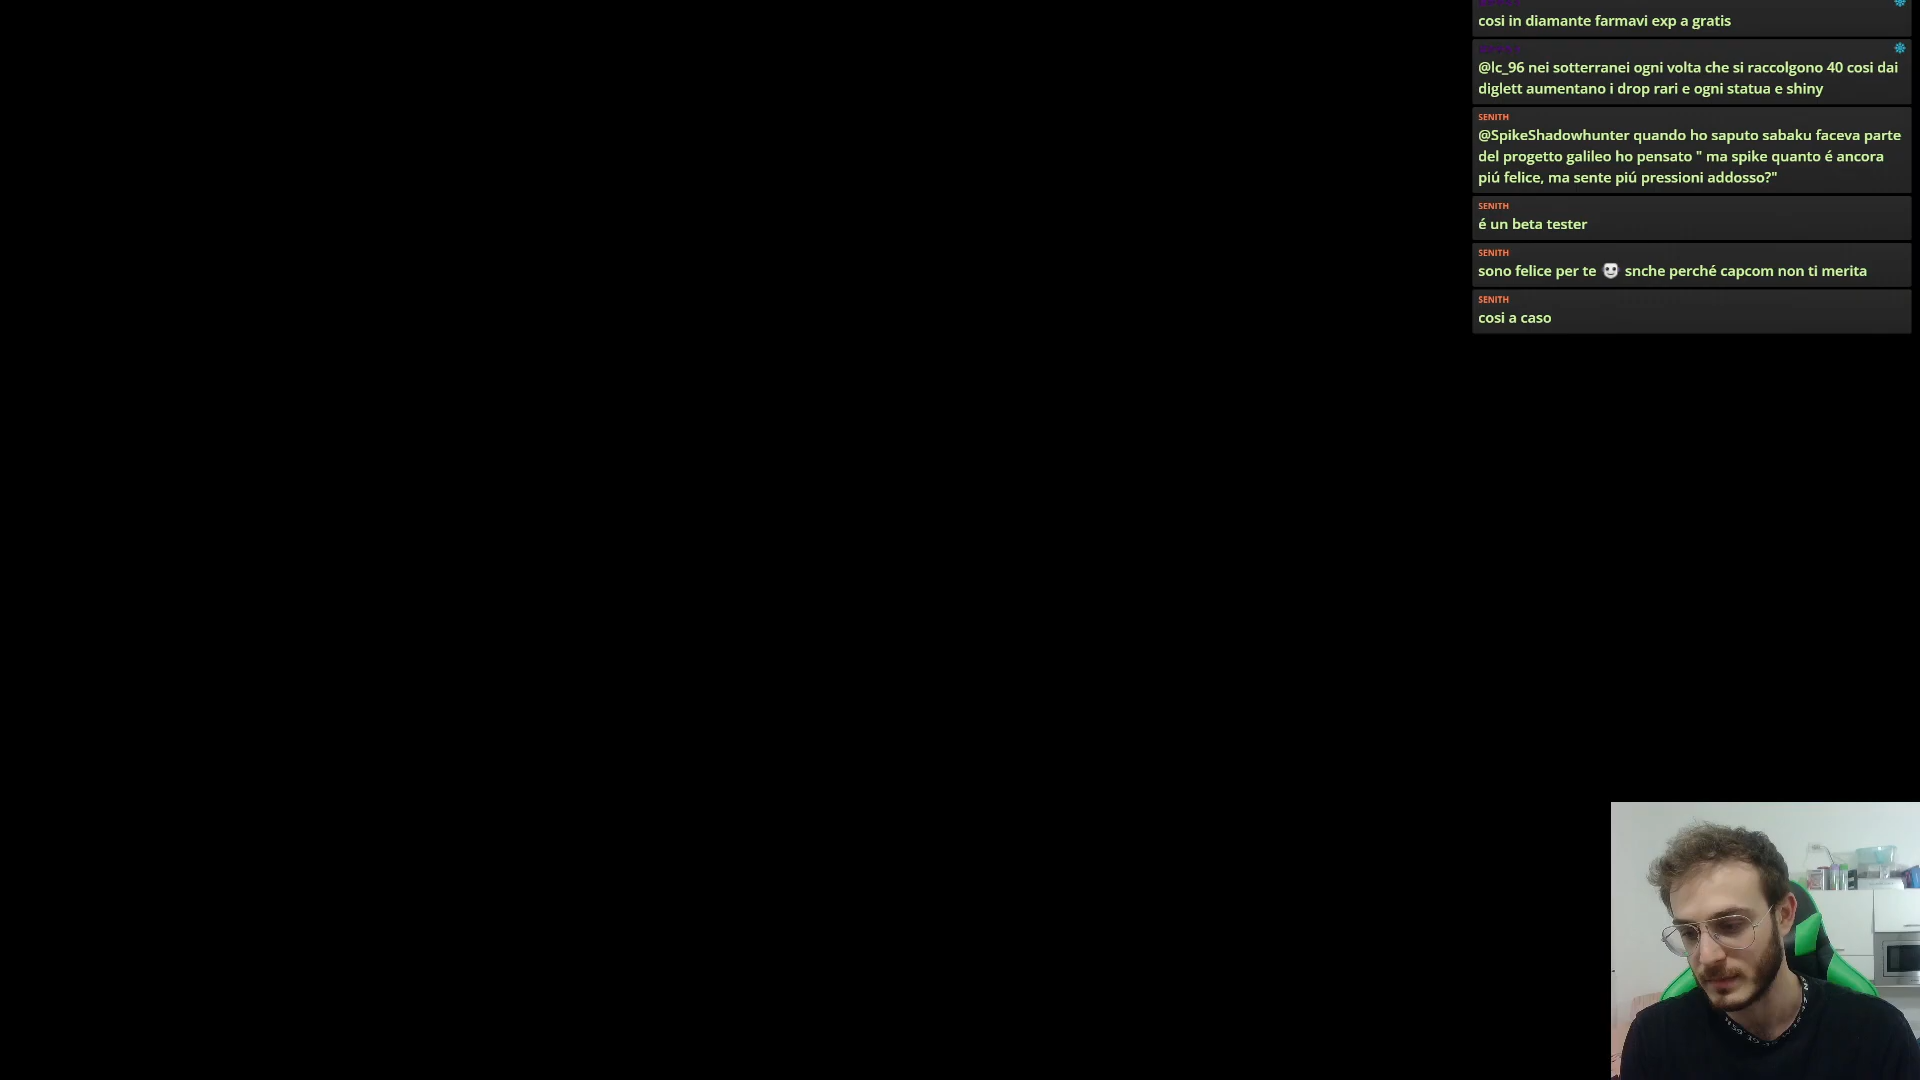 cosi in diamante farmavi exp a gratis
@lc_96 nei sotterranei ogni volta che si raccolgono 40 cosi dai
diglett aumentano i drop rari e ogni statua e shiny
SENITH
@SpikeShadowhunter quando ho saputo sabaku faceva parte
del progetto galileo ho pensato " ma spike quanto é ancora
piú felice, ma sente piú pressioni addosso?"
SENITH
é un beta tester
SENITH
sono felice per te snche perché capcom non ti merita
SENITH
cosi a caso